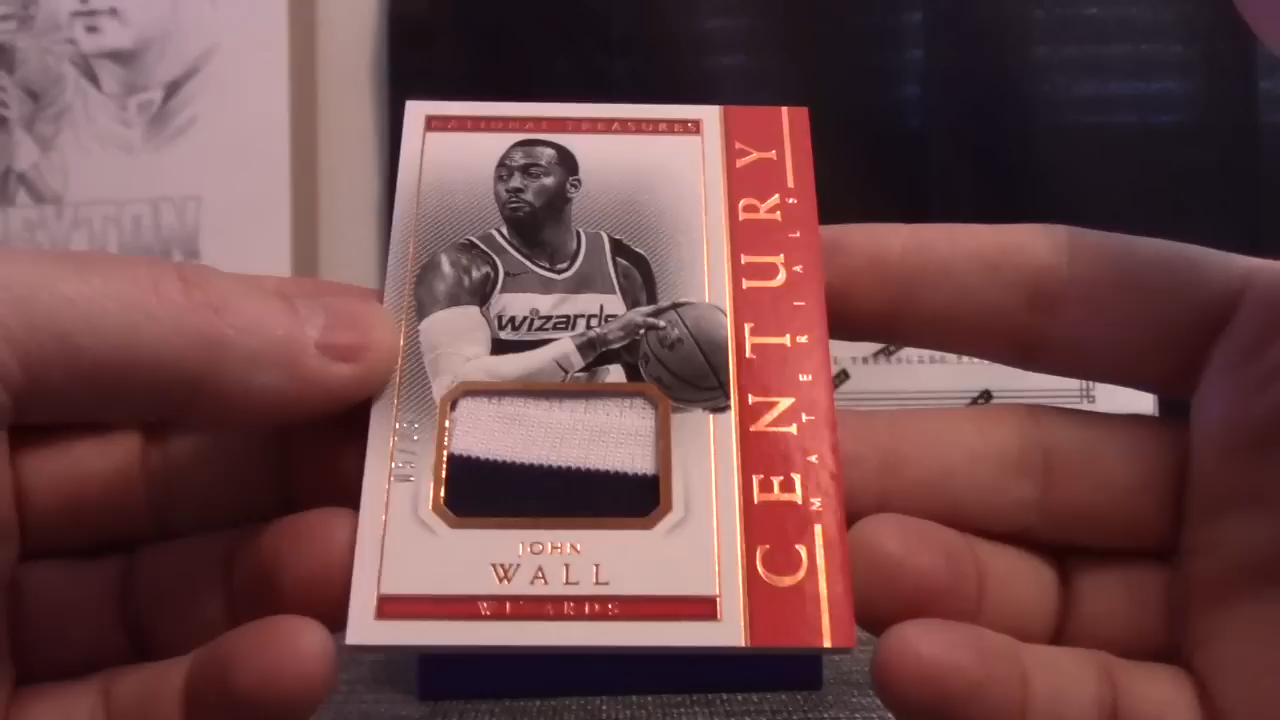 NATIONAL TREASURES
wizards
JOHN
WALL
WIZARDS
CENTURY
MATERIALS